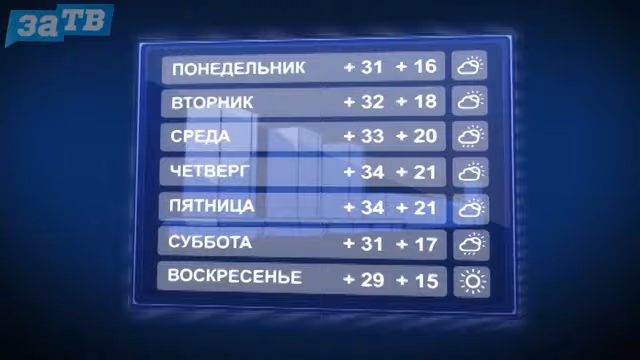 заТВ
ПОНЕДЕЛЬНИК + 31 + 16
ВТОРНИК + 32 + 18
СРЕДА + 33 + 20
ЧЕТВЕРГ + 34 + 21
ПЯТНИЦА + 34 + 21
СУББОТА + 31 + 17
ВОСКРЕСЕНЬЕ + 29 + 15